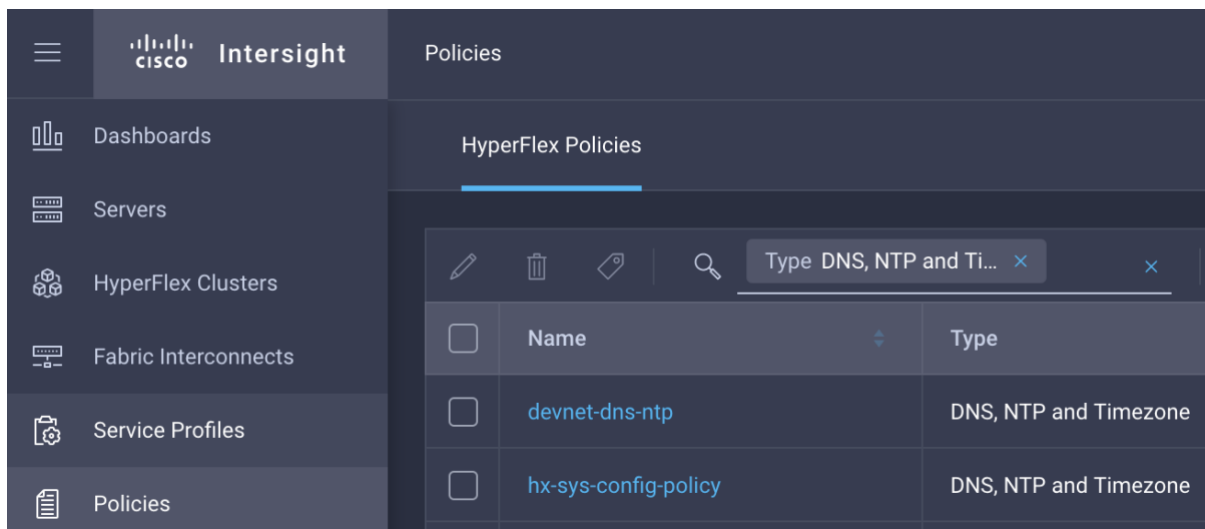 CISCO Intersight
Policies
Dashboards
HyperFlex Policies
Servers
Type DNS, NTP and Ti...
HyperFlex Clusters
Name Type
Fabric Interconnects
devnet-dns-ntp DNS, NTP and Timezone
Service Profiles
hx-sys-config-policy DNS, NTP and Timezone
Policies